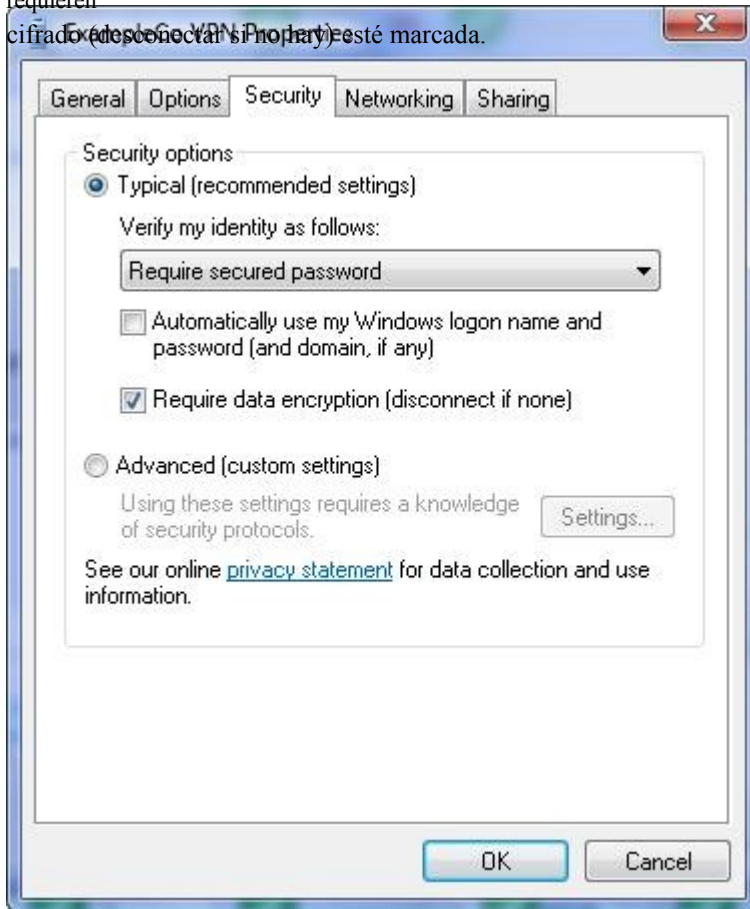 requieren
cifrado (desconectar si no hay) esté marcada.
ExampleCo VPN Properties
General
Options
Security
Networking
Sharing
Security options
Typical (recommended settings)
Verify my identity as follows:
Require secured password
Automatically use my Windows logon name and
password (and domain, if any)
Require data encryption (disconnect if none)
Advanced (custom settings)
Using these settings requires a knowledge
of security protocols.
Settings...
See our online privacy statement for data collection and use
information.
OK
Cancel